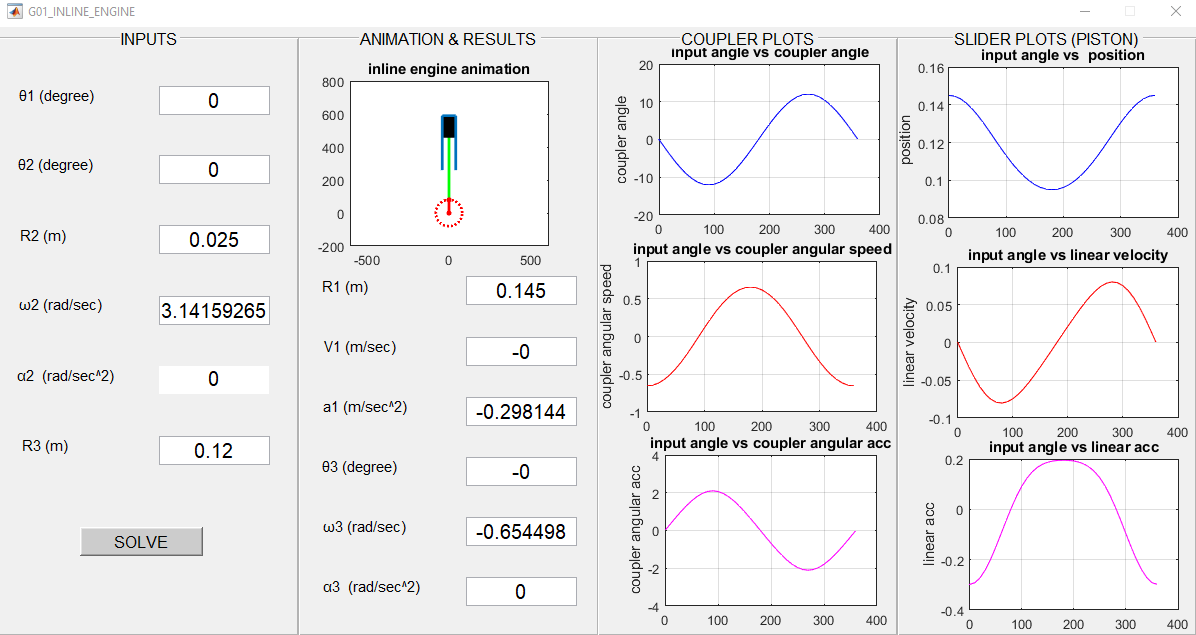 G01_INLINE_ENGINE
INPUTS
θ1 (degree)
0
θ2 (degree)
0
R2 (m)
0.025
ω2 (rad/sec)
3.14159265
α2 (rad/sec^2)
0
R3 (m)
0.12
SOLVE
ANIMATION & RESULTS
inline engine animation
800
600
400
200
0
-200
-500 0 500
R1 (m)
0.145
V1 (m/sec)
-0
a1 (m/sec^2)
-0.298144
θ3 (degree)
-0
ω3 (rad/sec)
-0.654498
α3 (rad/sec^2)
0
COUPLER PLOTS
input angle vs coupler angle
coupler angle
20
10
0
-10
-20
0 100 200 300 400
input angle vs coupler angular speed
coupler angular speed
1
0.5
0
-0.5
-1
0 100 200 300 400
input angle vs coupler angular acc
coupler angular acc
4
2
0
-2
-4
0 100 200 300 400
SLIDER PLOTS (PISTON)
input angle vs position
position
0.16
0.14
0.12
0.1
0.08
0 100 200 300 400
input angle vs linear velocity
linear velocity
0.1
0.05
0
-0.05
-0.1
0 100 200 300 400
input angle vs linear acc
linear acc
0.2
0
-0.2
-0.4
0 100 200 300 400